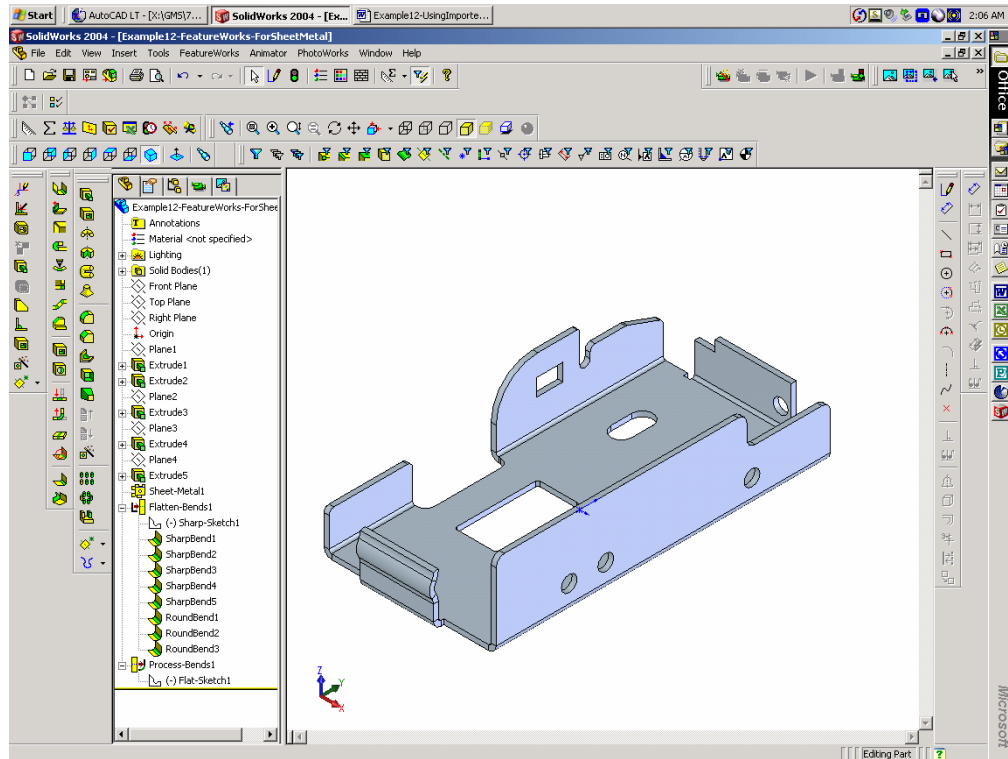 Start AutoCAD LT - [X:\GMS\7... SolidWorks 2004 - [Ex... Example12-UsingImporte... 2:06 AM
SolidWorks 2004 - [Example12-FeatureWorks-ForSheetMetal]
File Edit View Insert Tools FeatureWorks Animator PhotoWorks Window Help
Office
Example12-FeatureWorks-ForShee
Annotations
Material <not specified>
Lighting
Solid Bodies(1)
Front Plane
Top Plane
Right Plane
Origin
Plane1
Extrude1
Extrude2
Plane2
Extrude3
Plane3
Extrude4
Plane4
Extrude5
Sheet-Metal1
Flatten-Bends1
(-) Sharp-Sketch1
SharpBend1
SharpBend2
SharpBend3
SharpBend4
SharpBend5
RoundBend1
RoundBend2
RoundBend3
Process-Bends1
(-) Flat-Sketch1
Z
Y
X
Microsoft
Editing Part